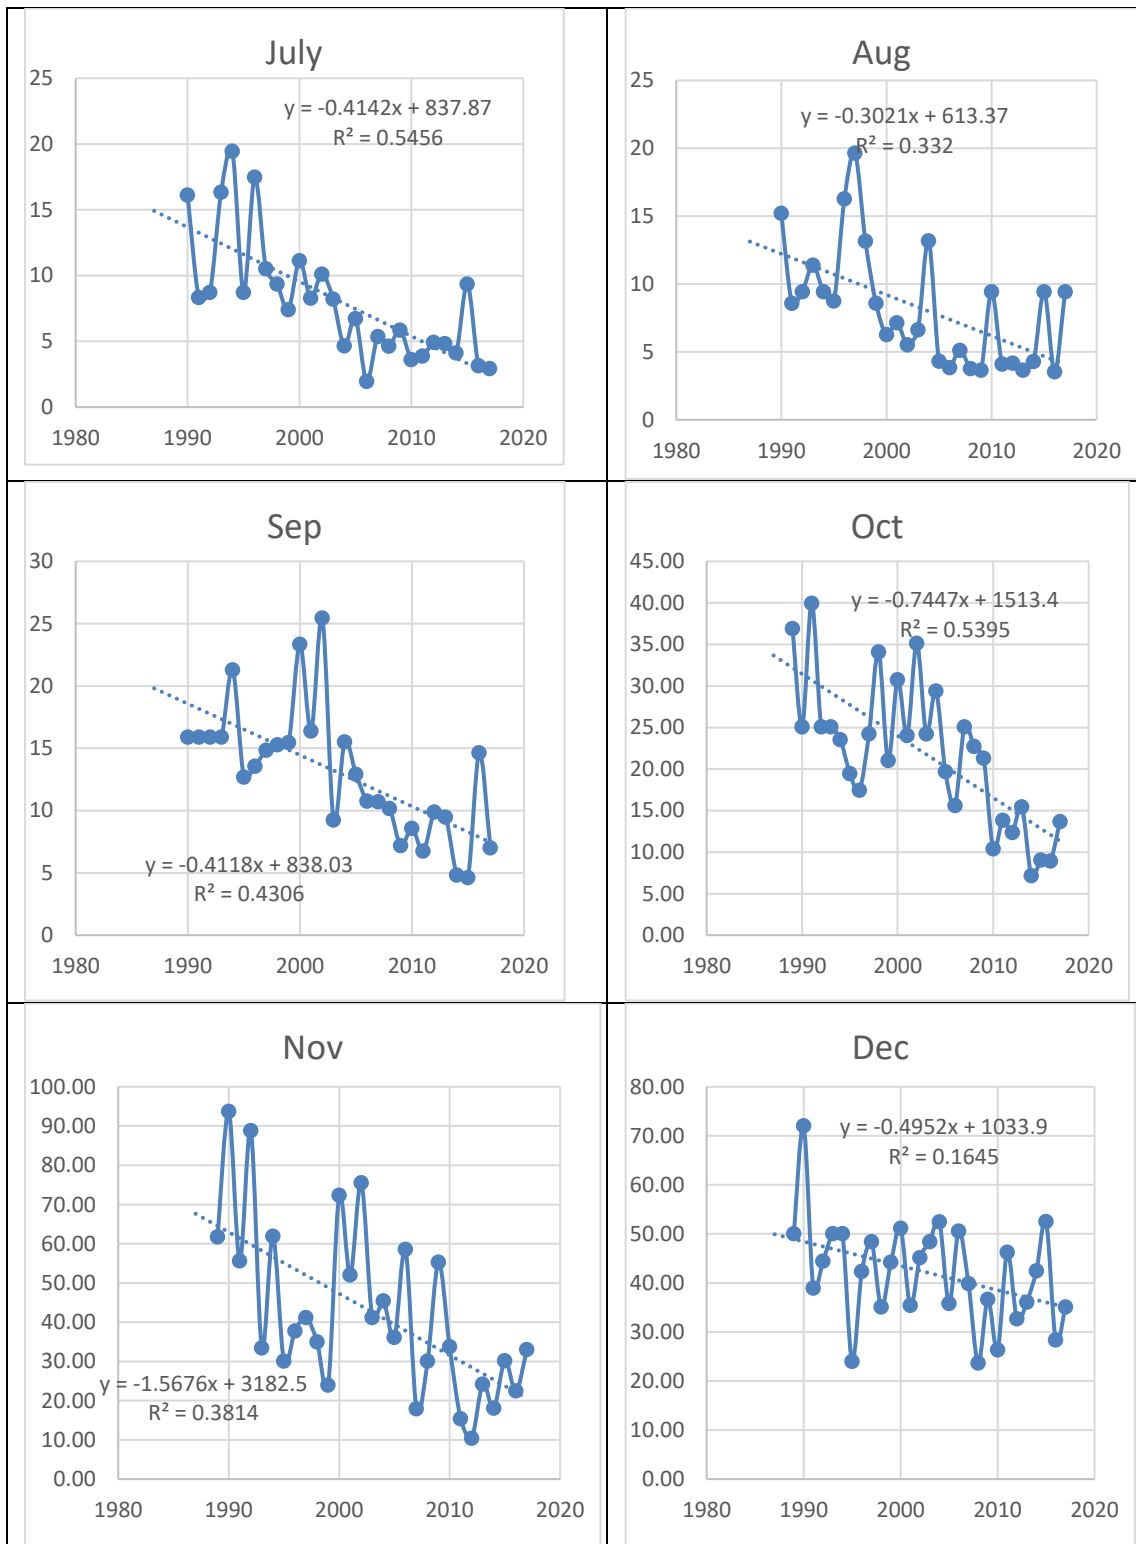 July
25
20
15
10
5
0
y = -0.4142x + 837.87
R² = 0.5456
1980 1990 2000 2010 2020
Aug
25
20
15
10
5
0
y = -0.3021x + 613.37
R² = 0.332
1980 1990 2000 2010 2020
Sep
30
25
20
15
10
5
0
y = -0.4118x + 838.03
R² = 0.4306
1980 1990 2000 2010 2020
Oct
45.00
40.00
35.00
30.00
25.00
20.00
15.00
10.00
5.00
0.00
y = -0.7447x + 1513.4
R² = 0.5395
1980 1990 2000 2010 2020
Nov
100.00
90.00
80.00
70.00
60.00
50.00
40.00
30.00
20.00
10.00
0.00
y = -1.5676x + 3182.5
R² = 0.3814
1980 1990 2000 2010 2020
Dec
80.00
70.00
60.00
50.00
40.00
30.00
20.00
10.00
0.00
y = -0.4952x + 1033.9
R² = 0.1645
1980 1990 2000 2010 2020